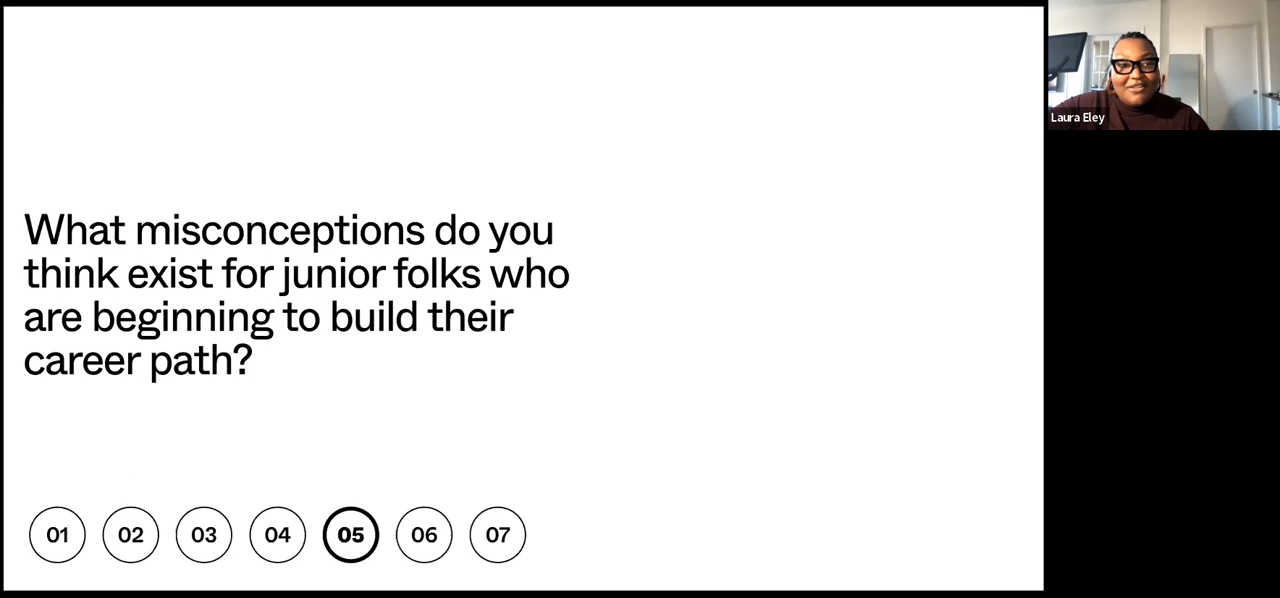 What misconceptions do you
think exist for junior folks who
are beginning to build their
career path?
01 02 03 04 05 06 07
Laura Eley